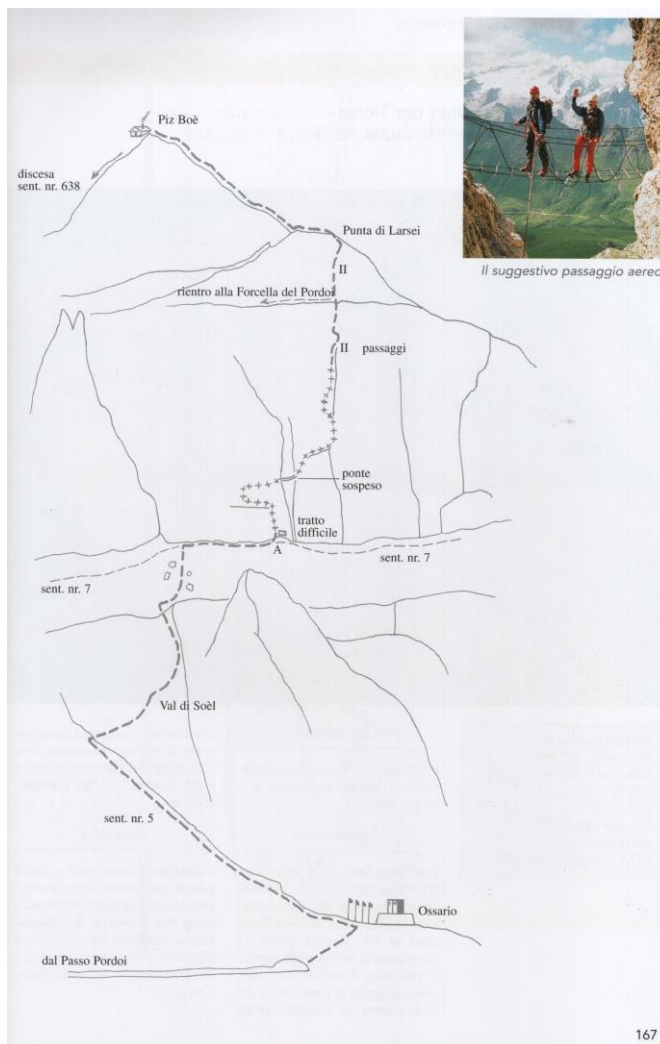 Piz Boè
discesa
sent. nr. 638
Punta di Larsei
Il suggestivo passaggio aereo
II
rientro alla Forcella del Pordoi
II passaggi
ponte
sospeso
tratto
difficile
A
sent. nr. 7
sent. nr. 7
Val di Soèl
sent. nr. 5
Ossario
dal Passo Pordoi
167